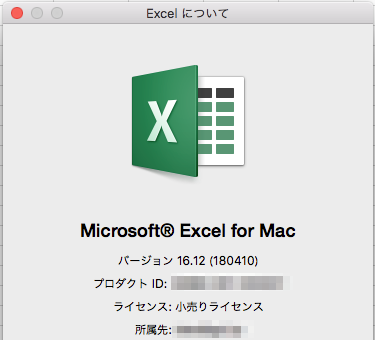 Excel について
X
Microsoft® Excel for Mac
バージョン 16.12 (180410)
プロダクト ID:
ライセンス: 小売りライセンス
所属先: